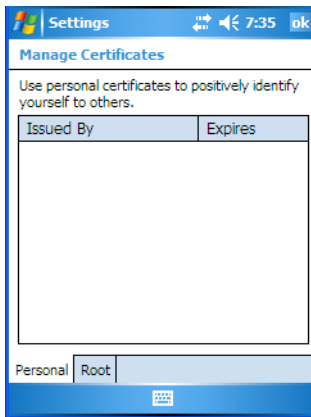 Settings 7:35 ok
Manage Certificates
Use personal certificates to positively identify
yourself to others.
Issued By Expires
Personal Root